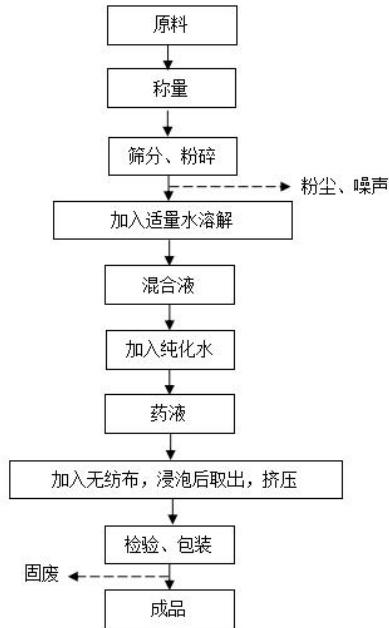 原料
称量
筛分、粉碎
粉尘、噪声
加入适量水溶解
混合液
加入纯化水
药液
加入无纺布，浸泡后取出，挤压
检验、包装
固废
成品